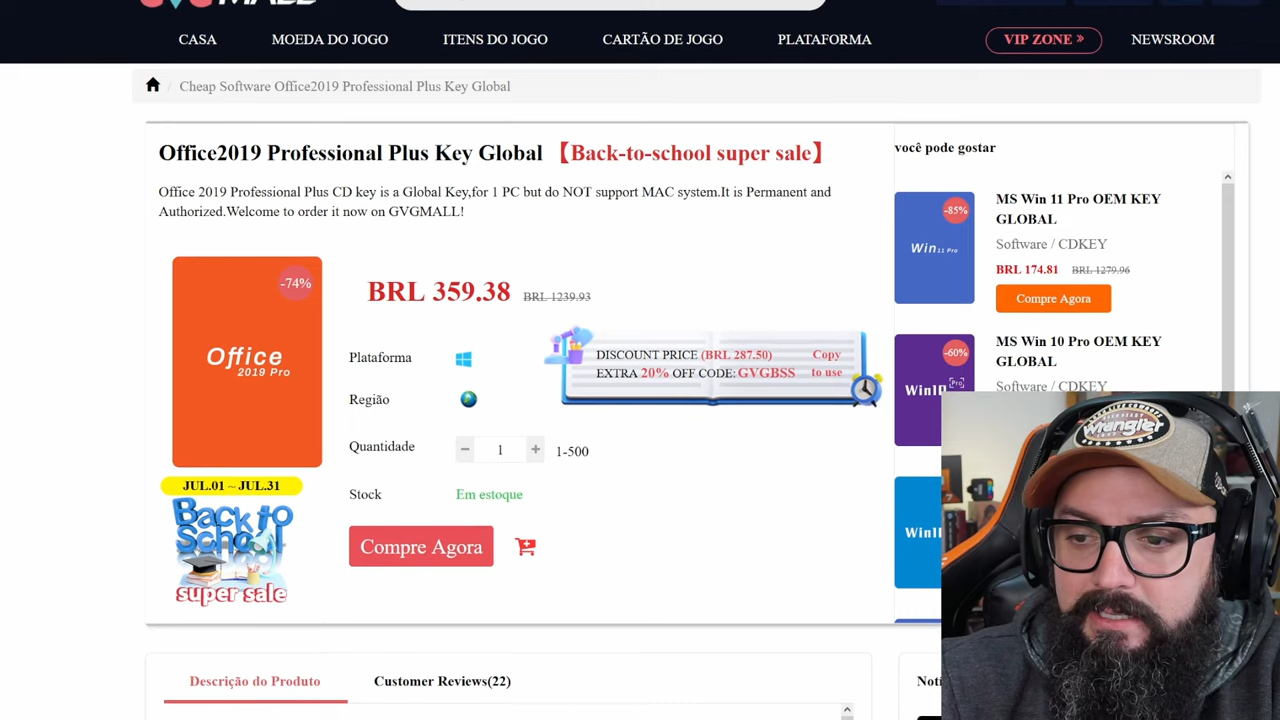 GVGMALL
CASA
MOEDA DO JOGO
ITENS DO JOGO
CARTÃO DE JOGO
PLATAFORMA
VIP ZONE »
NEWSROOM
/ Cheap Software Office2019 Professional Plus Key Global
Office2019 Professional Plus Key Global 【Back-to-school super sale】
Office 2019 Professional Plus CD key is a Global Key,for 1 PC but do NOT support MAC system.It is Permanent and
Authorized.Welcome to order it now on GVGMALL!
-74%
Office
2019 Pro
JUL.01 ~ JUL.31
Back to
School
super sale
BRL 359.38 BRL 1239.93
Plataforma
DISCOUNT PRICE (BRL 287.50)
EXTRA 20% OFF CODE: GVGBSS
Copy
to use
Região
Quantidade
− 1 + 1-500
Stock
Em estoque
Compre Agora
você pode gostar
-85%
Win 11 Pro
MS Win 11 Pro OEM KEY
GLOBAL
Software / CDKEY
BRL 174.81 BRL 1279.96
Compre Agora
-60%
Win10 Pro
MS Win 10 Pro OEM KEY
GLOBAL
Software / CDKEY
Descrição do Produto
Customer Reviews(22)
Wrangler